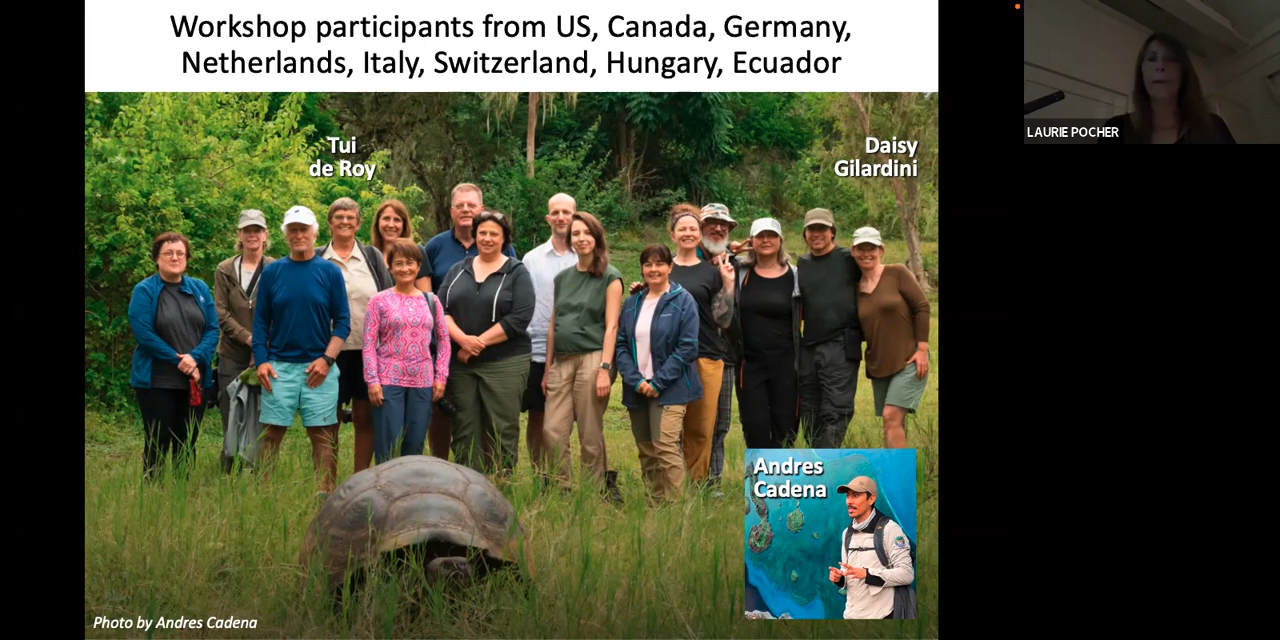 Workshop participants from US, Canada, Germany,
Netherlands, Italy, Switzerland, Hungary, Ecuador
Tui
de Roy
Daisy
Gilardini
LAURIE POCHER
Andres
Cadena
Photo by Andres Cadena